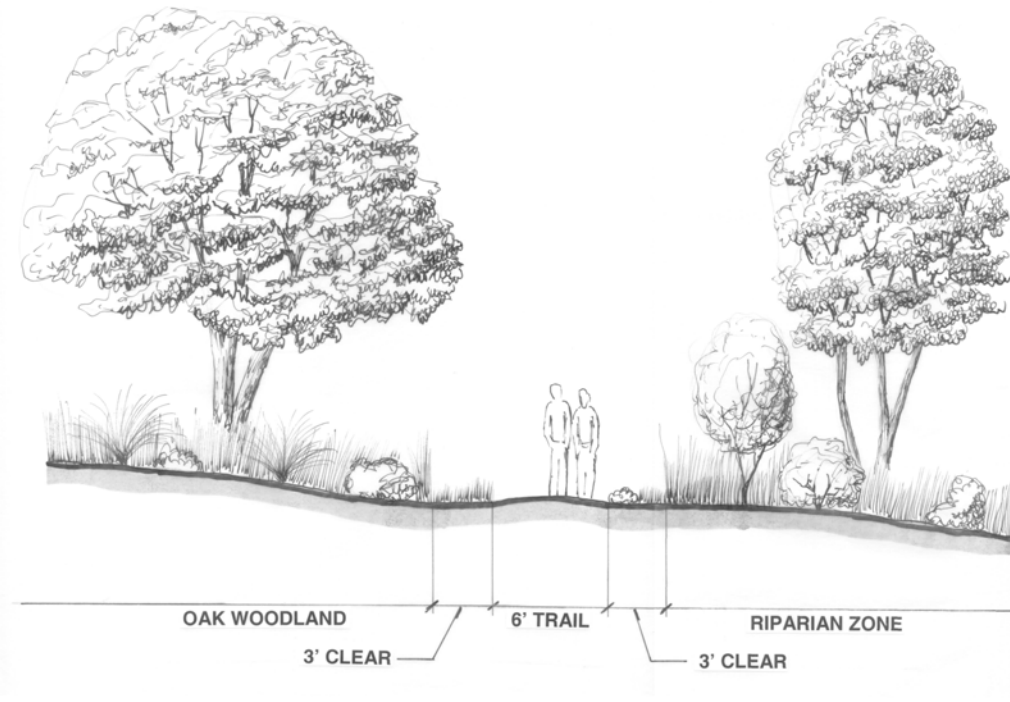 OAK WOODLAND
6' TRAIL
RIPARIAN ZONE
3' CLEAR
3' CLEAR